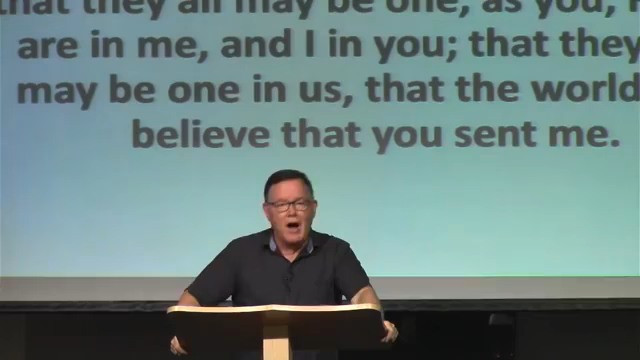 that they all may be one, as you,
are in me, and I in you; that they
may be one in us, that the world
believe that you sent me.